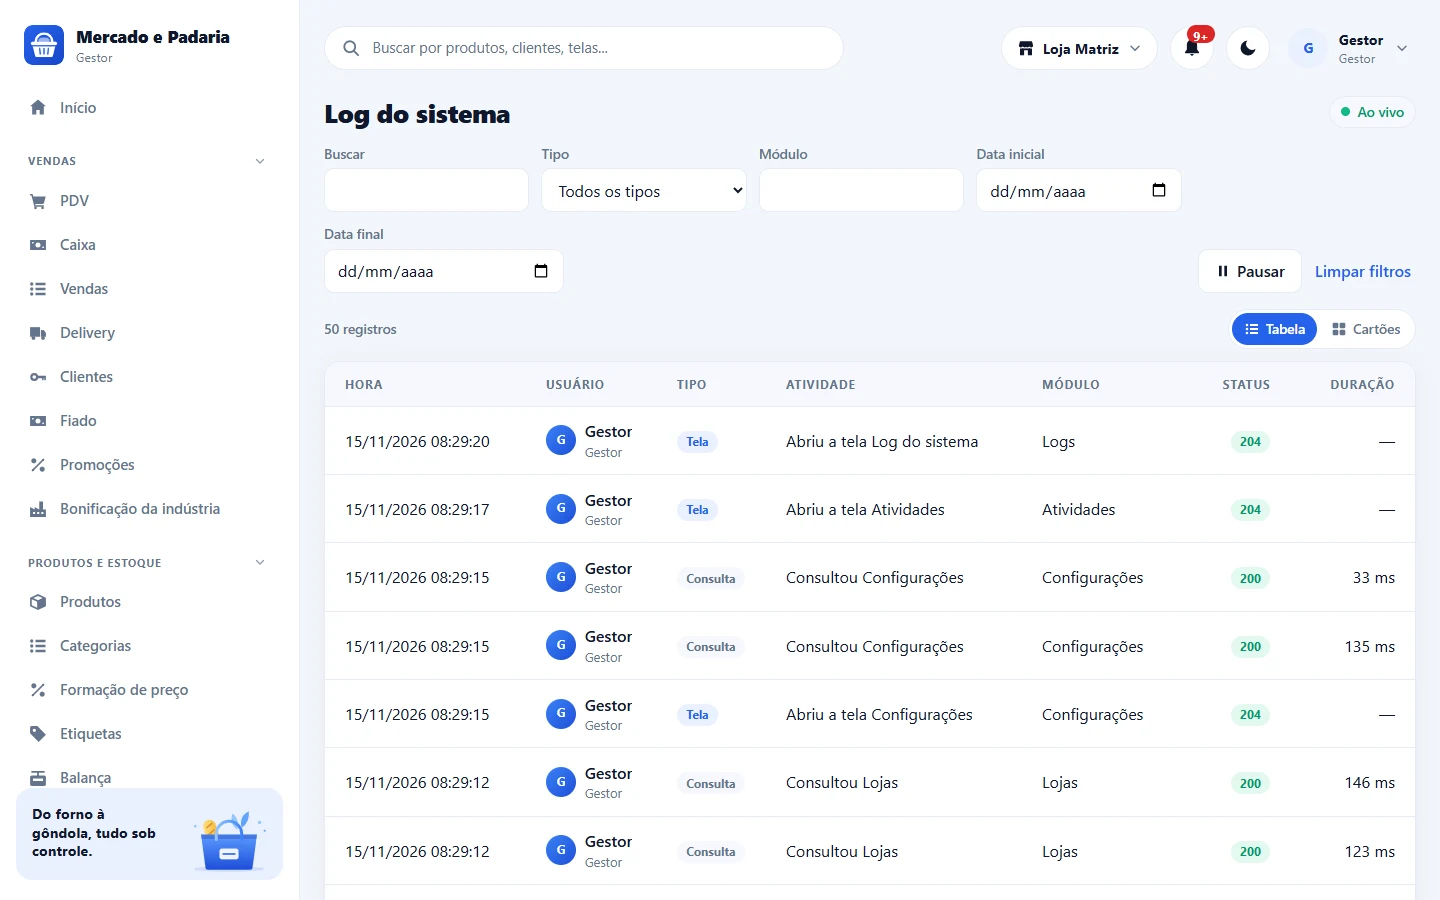 Mercado e Padaria
Gestor
Início
VENDAS
PDV
Caixa
Vendas
Delivery
Clientes
Fiado
Promoções
Bonificação da indústria
PRODUTOS E ESTOQUE
Produtos
Categorias
Formação de preço
Etiquetas
Balança
Do forno à
gôndola, tudo sob
controle.
Buscar por produtos, clientes, telas...
Loja Matriz
9+
G
Gestor
Gestor
Log do sistema
Ao vivo
Buscar
Tipo
Módulo
Data inicial
Todos os tipos
dd/mm/aaaa
Data final
dd/mm/aaaa
Pausar
Limpar filtros
50 registros
Tabela
Cartões
HORA USUÁRIO TIPO ATIVIDADE MÓDULO STATUS DURAÇÃO
15/11/2026 08:29:20 G Gestor Tela Abriu a tela Log do sistema Logs 204 —
Gestor
15/11/2026 08:29:17 G Gestor Tela Abriu a tela Atividades Atividades 204 —
Gestor
15/11/2026 08:29:15 G Gestor Consulta Consultou Configurações Configurações 200 33 ms
Gestor
15/11/2026 08:29:15 G Gestor Consulta Consultou Configurações Configurações 200 135 ms
Gestor
15/11/2026 08:29:15 G Gestor Tela Abriu a tela Configurações Configurações 204 —
Gestor
15/11/2026 08:29:12 G Gestor Consulta Consultou Lojas Lojas 200 146 ms
Gestor
15/11/2026 08:29:12 G Gestor Consulta Consultou Lojas Lojas 200 123 ms
Gestor